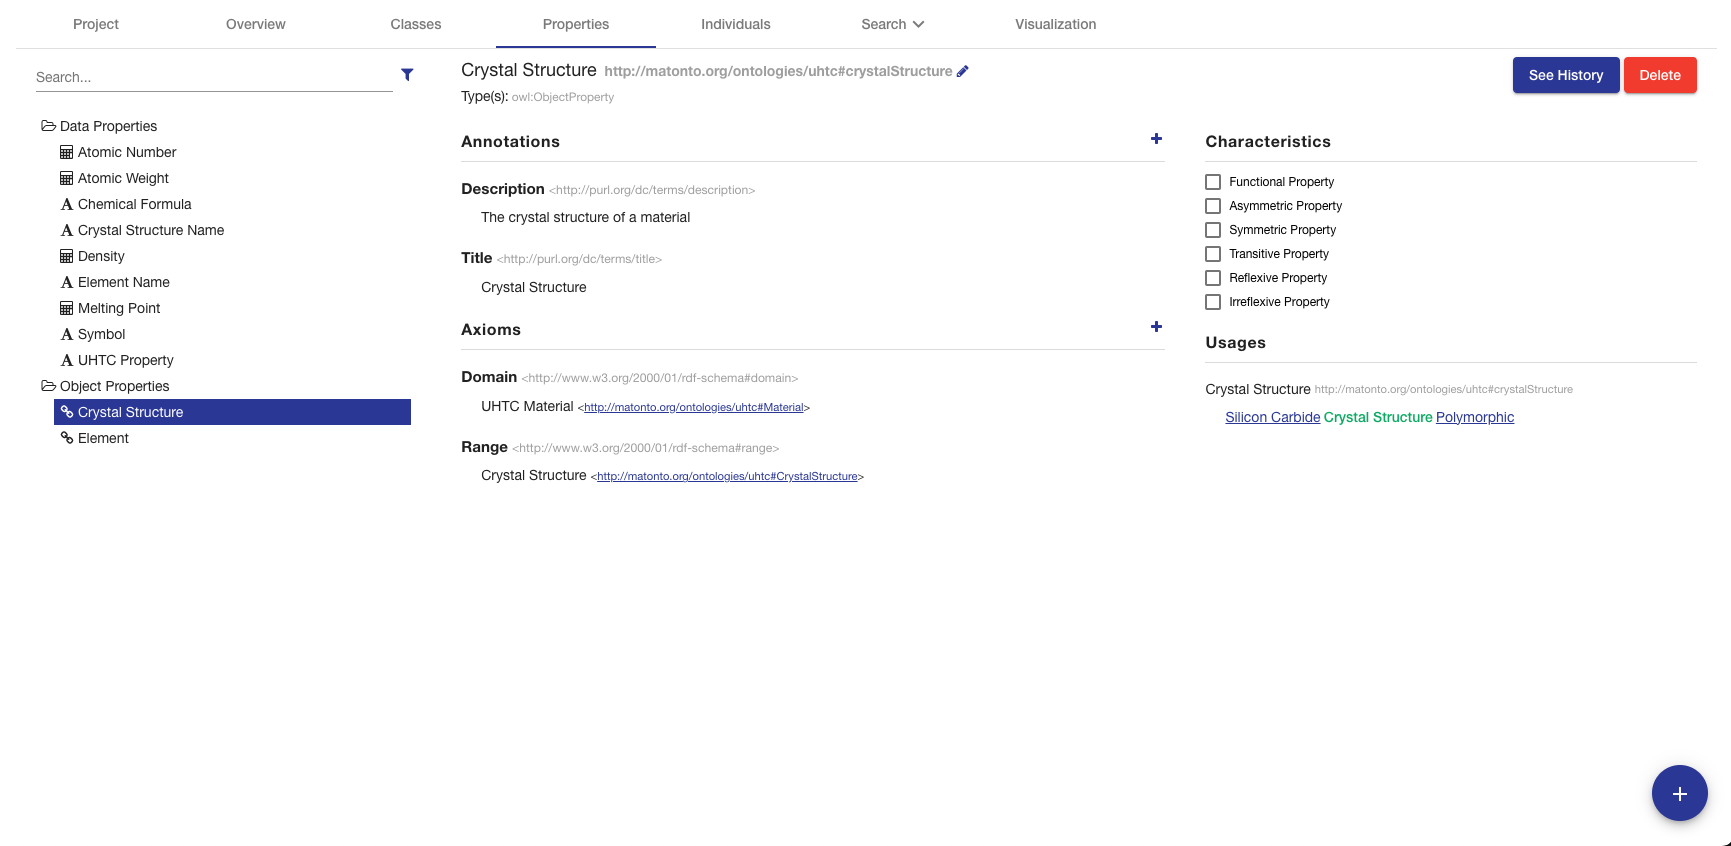 Project
Overview
Classes
Properties
Individuals
Search
Visualization
Search...
Data Properties
Atomic Number
Atomic Weight
Chemical Formula
Crystal Structure Name
Density
Element Name
Melting Point
Symbol
UHTC Property
Object Properties
Crystal Structure
Element
Crystal Structure http://matonto.org/ontologies/uhtc#crystalStructure
Type(s): owl:ObjectProperty
See History
Delete
Annotations
Description <http://purl.org/dc/terms/description>
The crystal structure of a material
Title <http://purl.org/dc/terms/title>
Crystal Structure
Axioms
Domain <http://www.w3.org/2000/01/rdf-schema#domain>
UHTC Material <http://matonto.org/ontologies/uhtc#Material>
Range <http://www.w3.org/2000/01/rdf-schema#range>
Crystal Structure <http://matonto.org/ontologies/uhtc#CrystalStructure>
Characteristics
Functional Property
Asymmetric Property
Symmetric Property
Transitive Property
Reflexive Property
Irreflexive Property
Usages
Crystal Structure http://matonto.org/ontologies/uhtc#crystalStructure
Silicon Carbide Crystal Structure Polymorphic